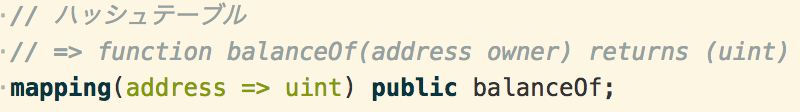 // ハッシュテーブル
// => function balanceOf(address owner) returns (uint)
mapping(address => uint) public balanceOf;